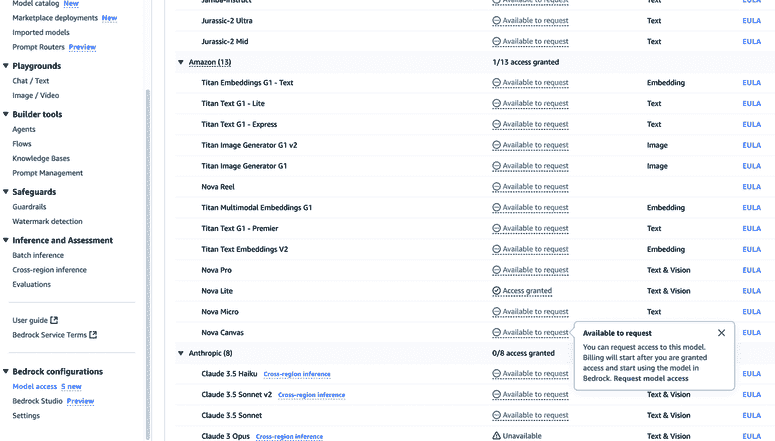 Model catalog New
Marketplace deployments New
Imported models
Prompt Routers Preview
Playgrounds
Chat / Text
Image / Video
Builder tools
Agents
Flows
Knowledge Bases
Prompt Management
Safeguards
Guardrails
Watermark detection
Inference and Assessment
Batch inference
Cross-region inference
Evaluations
User guide
Bedrock Service Terms
Bedrock configurations
Model access 5 new
Bedrock Studio Preview
Settings
Jamba-Instruct Available to request Text EULA
Jurassic-2 Ultra Available to request Text EULA
Jurassic-2 Mid Available to request Text EULA
Amazon (13) 1/13 access granted
Titan Embeddings G1 - Text Available to request Embedding EULA
Titan Text G1 - Lite Available to request Text EULA
Titan Text G1 - Express Available to request Text EULA
Titan Image Generator G1 v2 Available to request Image EULA
Titan Image Generator G1 Available to request Image EULA
Nova Reel Available to request EULA
Titan Multimodal Embeddings G1 Available to request Embedding EULA
Titan Text G1 - Premier Available to request Text EULA
Titan Text Embeddings V2 Available to request Embedding EULA
Nova Pro Available to request Text & Vision EULA
Nova Lite Access granted Text & Vision EULA
Nova Micro Available to request Text EULA
Nova Canvas Available to request
Available to request
You can request access to this model.
Billing will start after you are granted
access and start using the model in
Bedrock. Request model access
EULA
Anthropic (8) 0/8 access granted
Claude 3.5 Haiku Cross-region inference Available to request EULA
Claude 3.5 Sonnet v2 Cross-region inference Available to request Text & Vision EULA
Claude 3.5 Sonnet Available to request Text & Vision EULA
Claude 3 Opus Cross-region inference Unavailable Text & Vision EULA